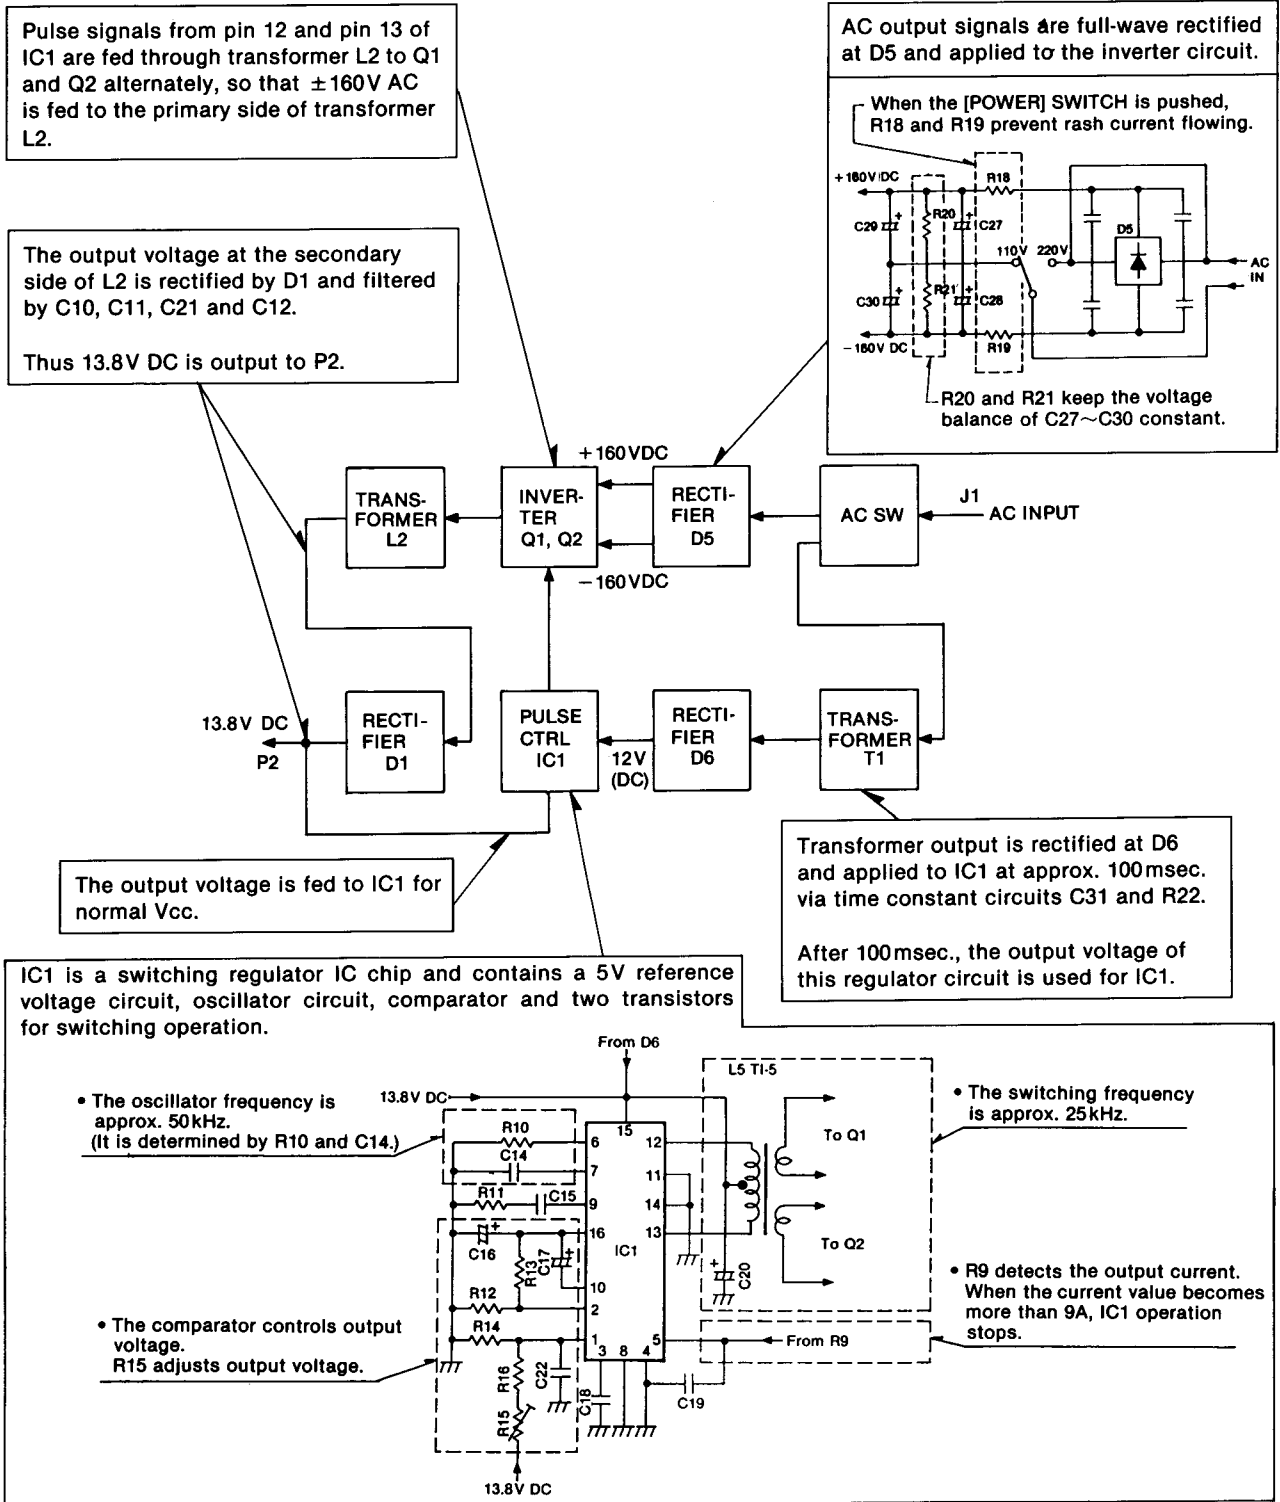 Pulse signals from pin 12 and pin 13 of
IC1 are fed through transformer L2 to Q1
and Q2 alternately, so that ±160V AC
is fed to the primary side of transformer
L2.
AC output signals are full-wave rectified
at D5 and applied to the inverter circuit.
When the [POWER] SWITCH is pushed,
R18 and R19 prevent rash current flowing.
+160V DC
R18
C29
+
R20
+
C27
110V
220V
D5
AC
IN
C30
+
R21
+
C28
−160V DC
R19
R20 and R21 keep the voltage
balance of C27~C30 constant.
The output voltage at the secondary
side of L2 is rectified by D1 and filtered
by C10, C11, C21 and C12.
Thus 13.8V DC is output to P2.
TRANS-
FORMER
L2
INVER-
TER
Q1, Q2
+160VDC
−160VDC
RECTI-
FIER
D5
AC SW
J1
AC INPUT
13.8V DC
P2
RECTI-
FIER
D1
PULSE
CTRL
IC1
12V
(DC)
RECTI-
FIER
D6
TRANS-
FORMER
T1
The output voltage is fed to IC1 for
normal Vcc.
Transformer output is rectified at D6
and applied to IC1 at approx. 100msec.
via time constant circuits C31 and R22.
After 100msec., the output voltage of
this regulator circuit is used for IC1.
IC1 is a switching regulator IC chip and contains a 5V reference
voltage circuit, oscillator circuit, comparator and two transistors
for switching operation.
From D6
L5 TI-5
13.8V DC
• The oscillator frequency is
approx. 50kHz.
(It is determined by R10 and C14.)
• The switching frequency
is approx. 25kHz.
R10
6
15
12
To Q1
C14
7
11
R11
C15
9
14
C16
+
16
13
IC1
R13
C17
+
10
To Q2
+
C20
R12
2
R14
1
5
From R9
3
8
4
R16
C22
C18
C19
R15
13.8V DC
• The comparator controls output
voltage.
R15 adjusts output voltage.
• R9 detects the output current.
When the current value becomes
more than 9A, IC1 operation
stops.